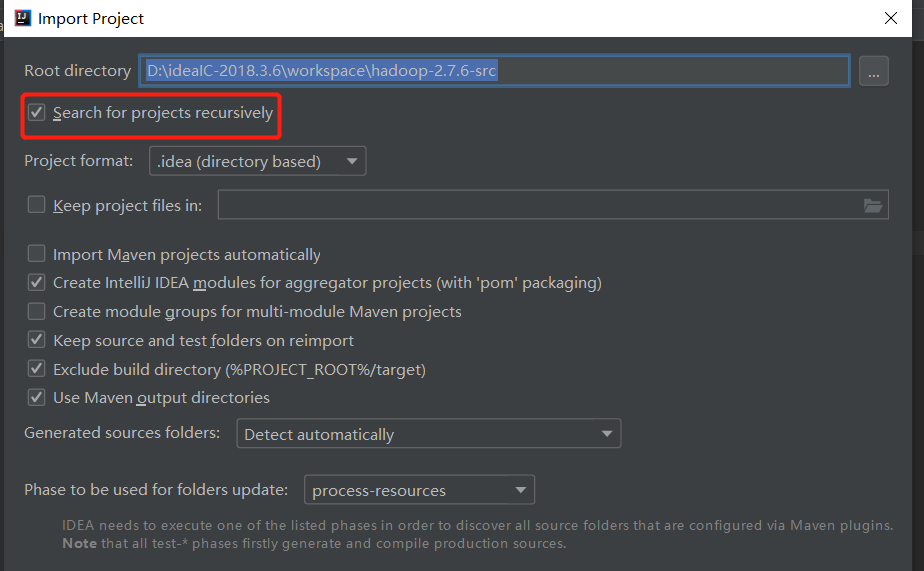 IJ Import Project
Root directory D:\ideaIC-2018.3.6\workspace\hadoop-2.7.6-src ...
Search for projects recursively
Project format: .idea (directory based)
Keep project files in:
Import Maven projects automatically
Create IntelliJ IDEA modules for aggregator projects (with 'pom' packaging)
Create module groups for multi-module Maven projects
Keep source and test folders on reimport
Exclude build directory (%PROJECT_ROOT%/target)
Use Maven output directories
Generated sources folders: Detect automatically
Phase to be used for folders update: process-resources
IDEA needs to execute one of the listed phases in order to discover all source folders that are configured via Maven plugins.
Note that all test-* phases firstly generate and compile production sources.